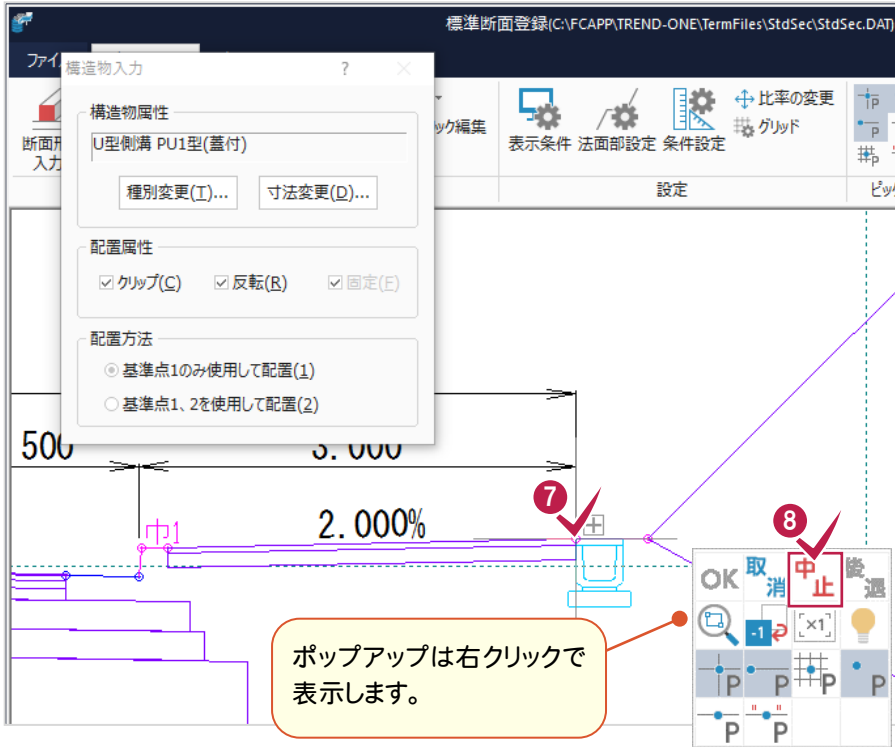 標準断面登録(C:\FCAPP\TREND-ONE\TermFiles\StdSec\StdSec.DAT)
ファイ
構造物入力 ?
構造物属性
U型側溝 PU1型(蓋付)
種別変更(T)... 寸法変更(D)...
配置属性
クリップ(C) 反転(R) 固定(F)
配置方法
基準点1のみ使用して配置(1)
基準点1、2を使用して配置(2)
断面形
入力
ック編集
表示条件 法面部設定 条件設定
比率の変更
グリッド
設定
ピッ
500 3.000
巾1 2.000%
7
8
OK 取消 中止 後退
-1 [×1]
P P P P
P P
ポップアップは右クリックで
表示します。